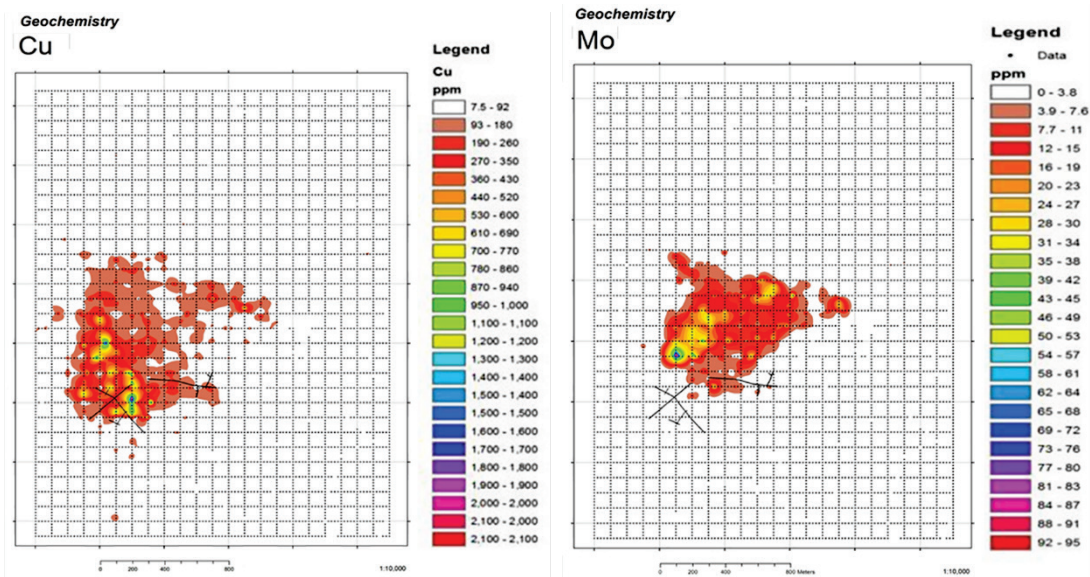 Geochemistry
Cu
Legend
Cu
ppm
7.5 - 92
93 - 180
190 - 260
270 - 350
360 - 430
440 - 520
530 - 600
610 - 690
700 - 770
780 - 860
870 - 940
950 - 1,000
1,100 - 1,100
1,200 - 1,200
1,300 - 1,300
1,400 - 1,400
1,500 - 1,400
1,500 - 1,500
1,600 - 1,600
1,700 - 1,700
1,800 - 1,800
1,900 - 1,900
2,000 - 2,000
2,100 - 2,000
2,100 - 2,100
0 200 400 800
1:10,000
Geochemistry
Mo
Legend
Data
ppm
0 - 3.8
3.9 - 7.6
7.7 - 11
12 - 15
16 - 19
20 - 23
24 - 27
28 - 30
31 - 34
35 - 38
39 - 42
43 - 45
46 - 49
50 - 53
54 - 57
58 - 61
62 - 64
65 - 68
69 - 72
73 - 76
77 - 80
81 - 83
84 - 87
88 - 91
92 - 95
0 200 400 800 Meters
1:10,000